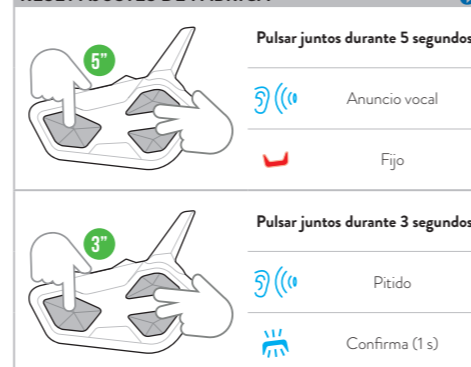 Pulsar juntos durante 5 segundos
5”
Anuncio vocal
Fijo
Pulsar juntos durante 3 segundos
3”
Pitido
Confirma (1 s)